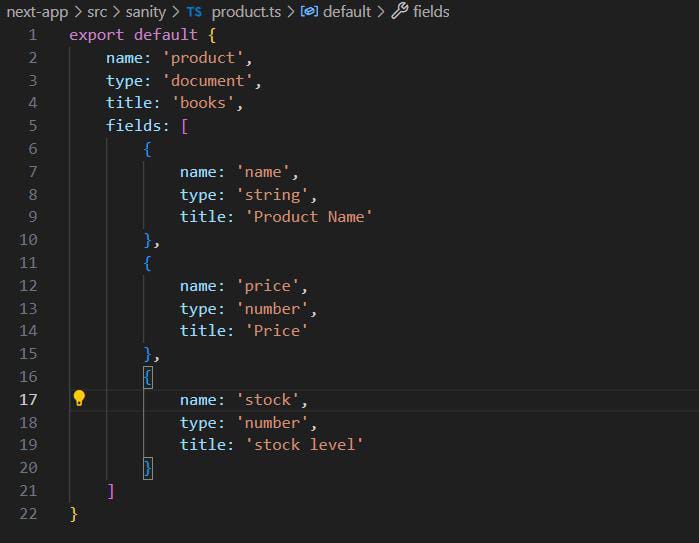 next-app > src > sanity > TS product.ts > default > fields
1 export default {
2 name: 'product',
3 type: 'document',
4 title: 'books',
5 fields: [
6 {
7 name: 'name',
8 type: 'string',
9 title: 'Product Name'
10 },
11 {
12 name: 'price',
13 type: 'number',
14 title: 'Price'
15 },
16 {
17 name: 'stock',
18 type: 'number',
19 title: 'stock level'
20 }
21 ]
22 }